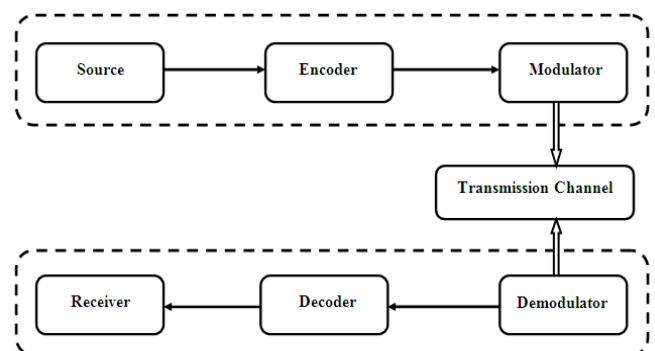 Source
Encoder
Modulator
Transmission Channel
Receiver
Decoder
Demodulator